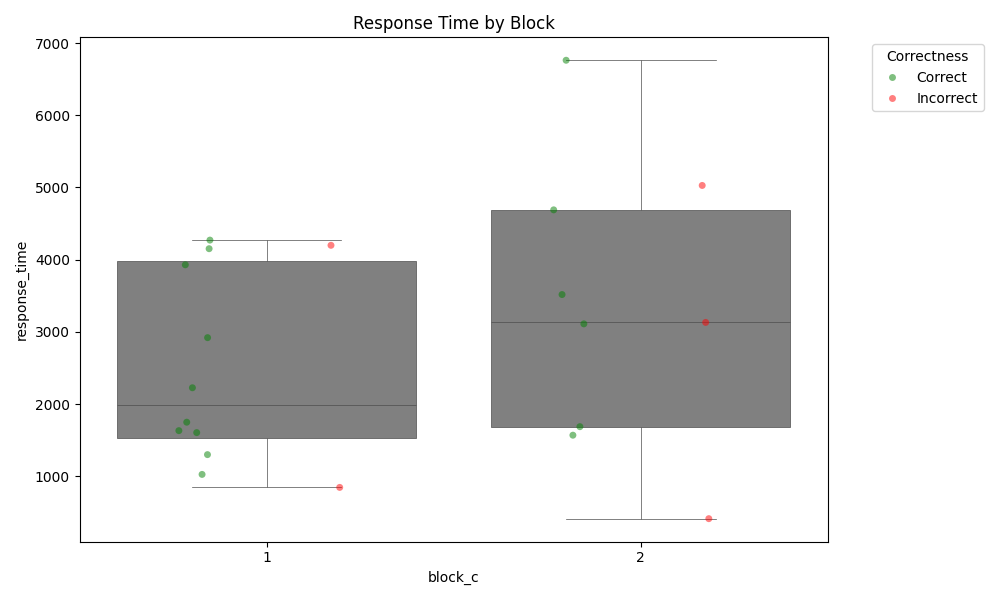 Response Time by Block
7000
6000
5000
4000
3000
2000
1000
response_time
1
2
block_c
Correctness
Correct
Incorrect